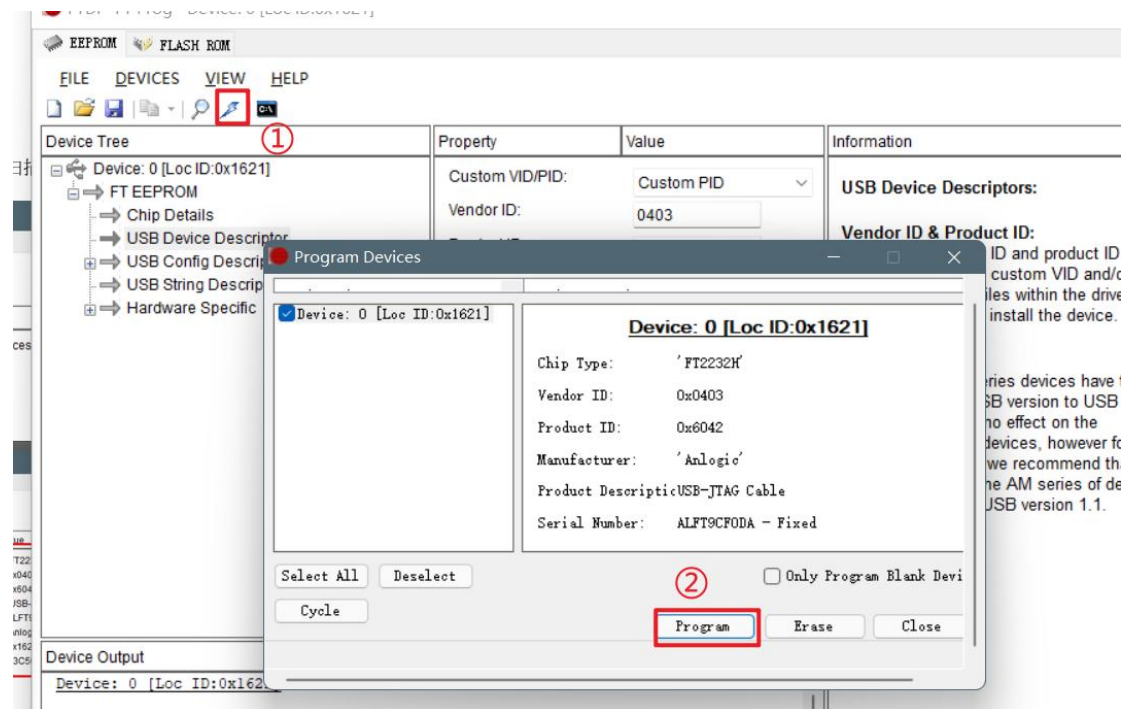 EEPROM FLASH ROM
FILE DEVICES VIEW HELP
①
Device Tree Property Value Information
Device: 0 [Loc ID:0x1621]
FT EEPROM
Chip Details
USB Device Descriptor
USB Config Descrip
USB String Descrip
Hardware Specific
Custom VID/PID: Custom PID
Vendor ID: 0403
USB Device Descriptors:
Vendor ID & Product ID:
ID and product ID
custom VID and/
iles within the drive
install the device.
eries devices have
SB version to USB
no effect on the
devices, however fo
we recommend tha
he AM series of de
USB version 1.1.
Program Devices
Device: 0 [Loc ID:0x1621]
Device: 0 [Loc ID:0x1621]
Chip Type: 'FT2232H'
Vendor ID: 0x0403
Product ID: 0x6042
Manufacturer: 'Anlogic'
Product Descriptic USB-JTAG Cable
Serial Number: ALFT9CFODA - Fixed
Select All Deselect
② Only Program Blank Devi
Cycle
Program Erase Close
Device Output
Device: 0 [Loc ID:0x162